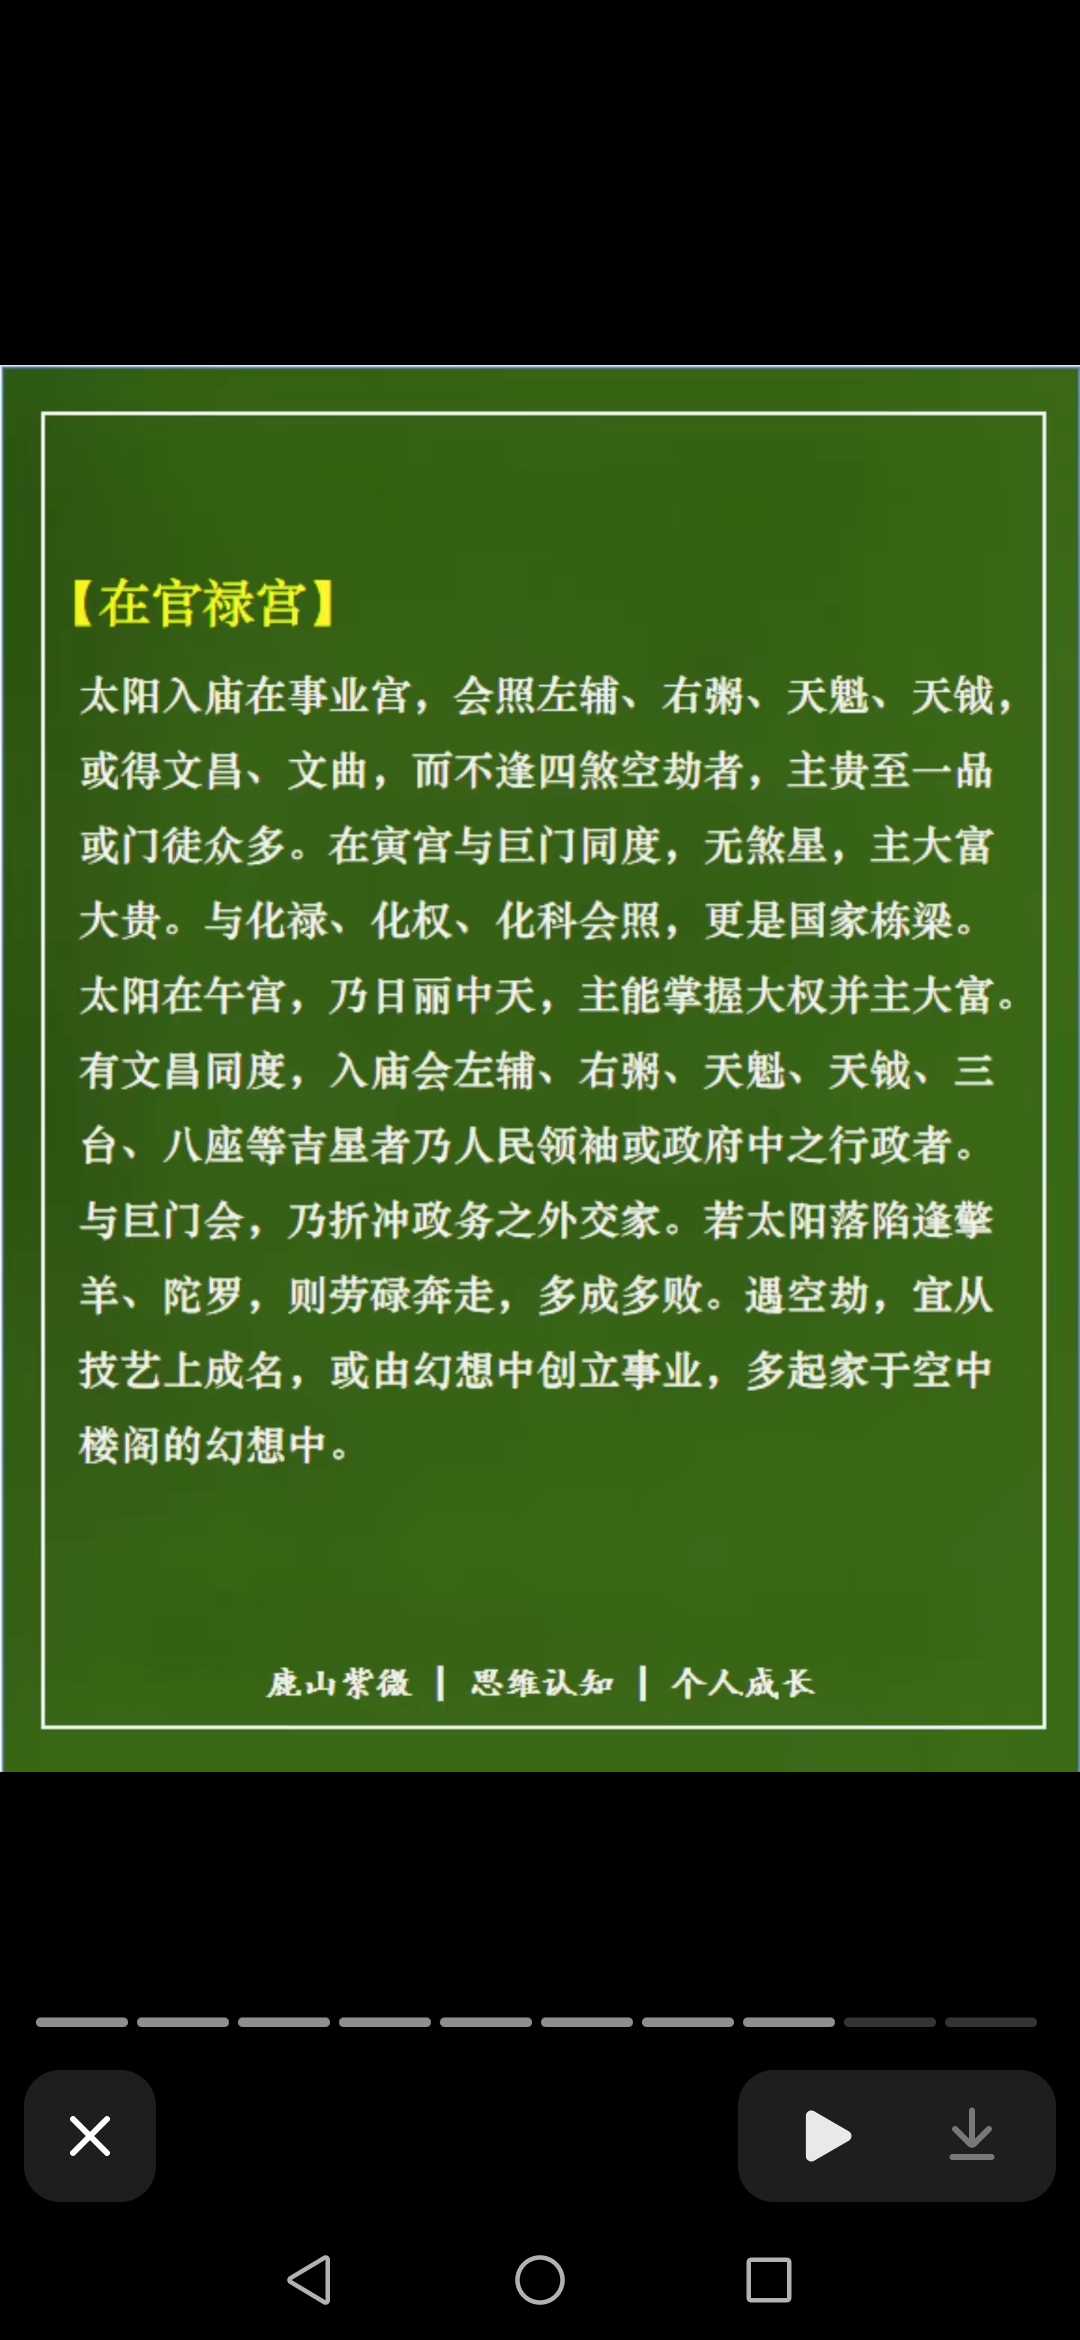 【在官禄宫】
太阳入庙在事业宫，会照左辅、右粥、天魁、天钺，
或得文昌、文曲，而不逢四煞空劫者，主贵至一品
或门徒众多。在寅宫与巨门同度，无煞星，主大富
大贵。与化禄、化权、化科会照，更是国家栋梁。
太阳在午宫，乃日丽中天，主能掌握大权并主大富。
有文昌同度，入庙会左辅、右粥、天魁、天钺、三
台、八座等吉星者乃人民领袖或政府中之行政者。
与巨门会，乃折冲政务之外交家。若太阳落陷逢擎
羊、陀罗，则劳碌奔走，多成多败。遇空劫，宜从
技艺上成名，或由幻想中创立事业，多起家于空中
楼阁的幻想中。
鹿山紫微 | 思维认知 | 个人成长